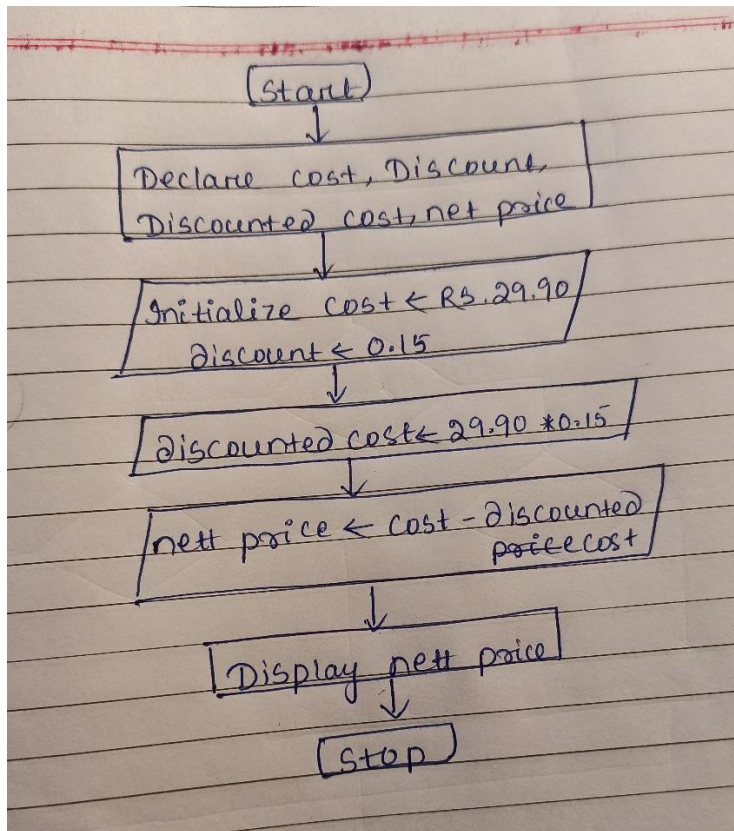 Start
Declare cost, Discount,
Discounted cost, net price
Initialize cost ← RS. 29.90
discount ← 0.15
discounted cost ← 29.90 * 0.15
nett price ← cost - discounted
price cost
Display nett price
Stop